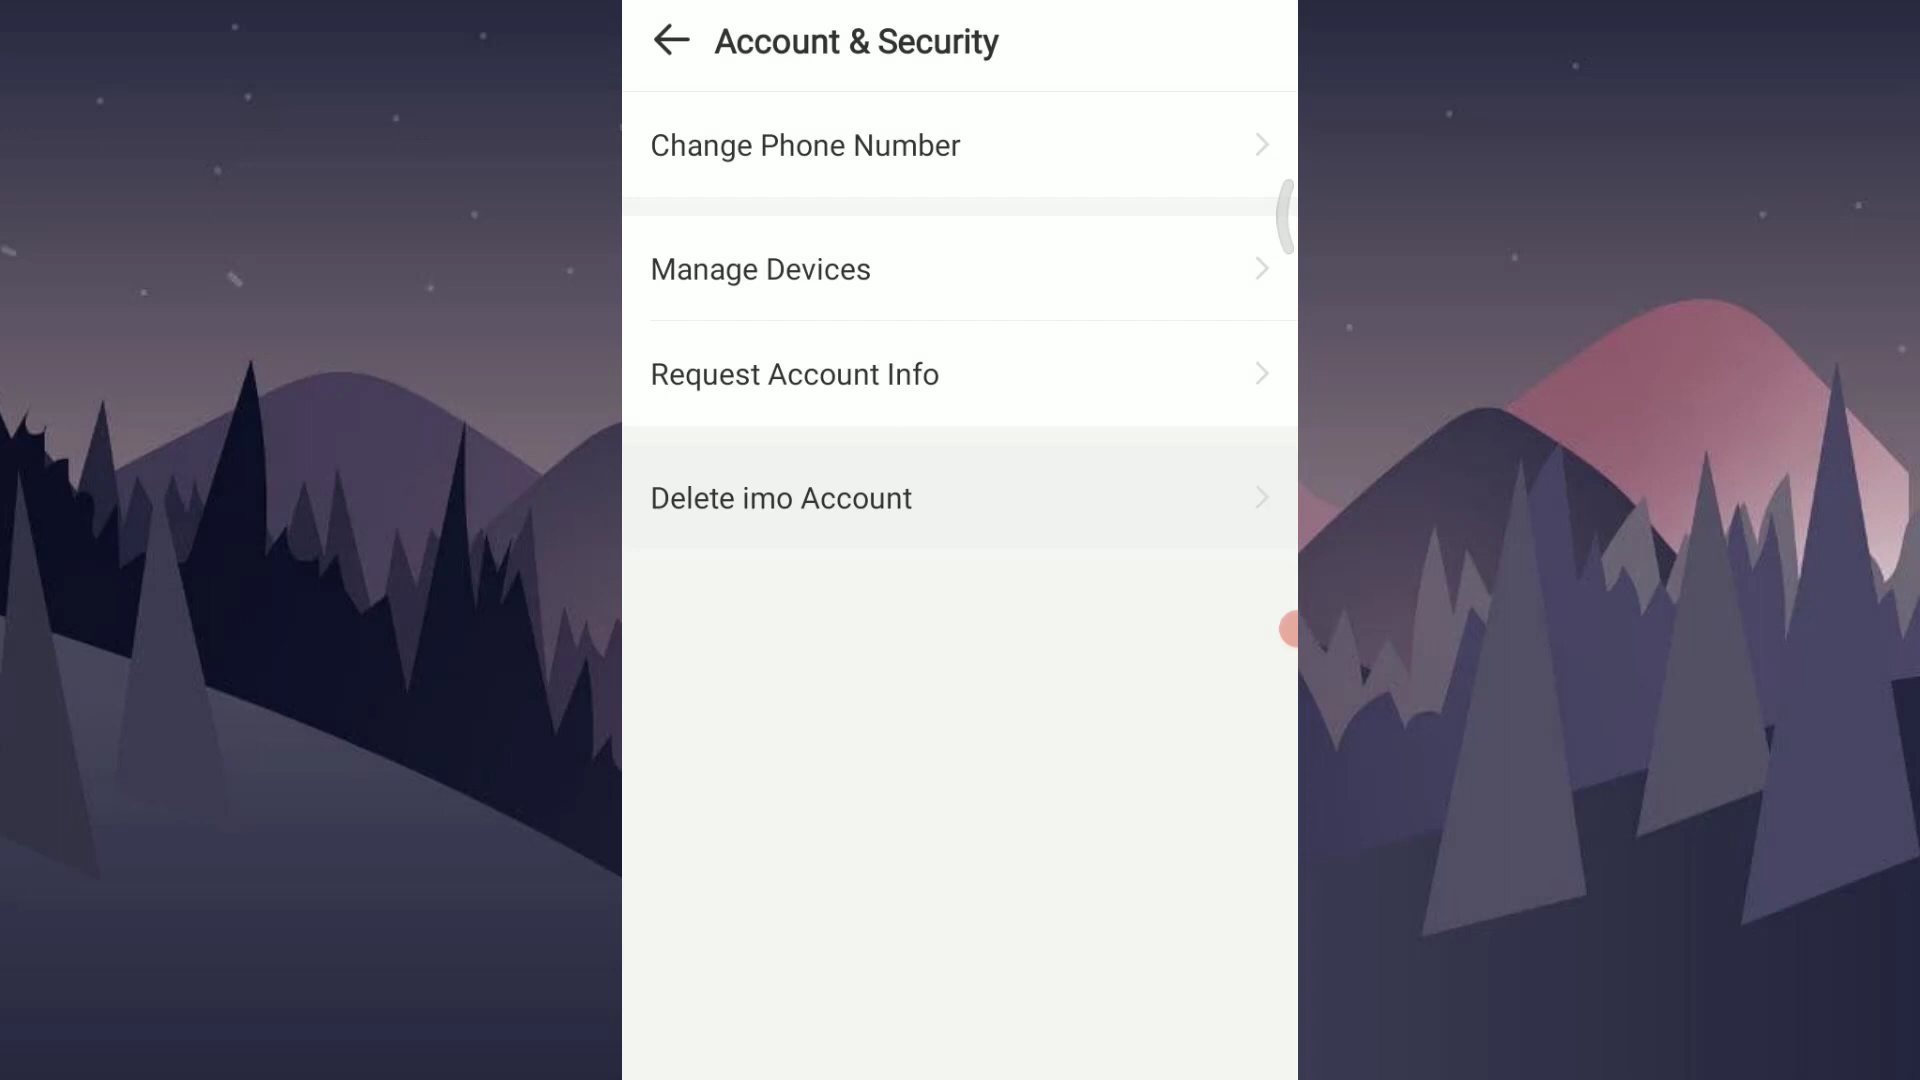 Account & Security
Change Phone Number
Manage Devices
Request Account Info
Delete imo Account